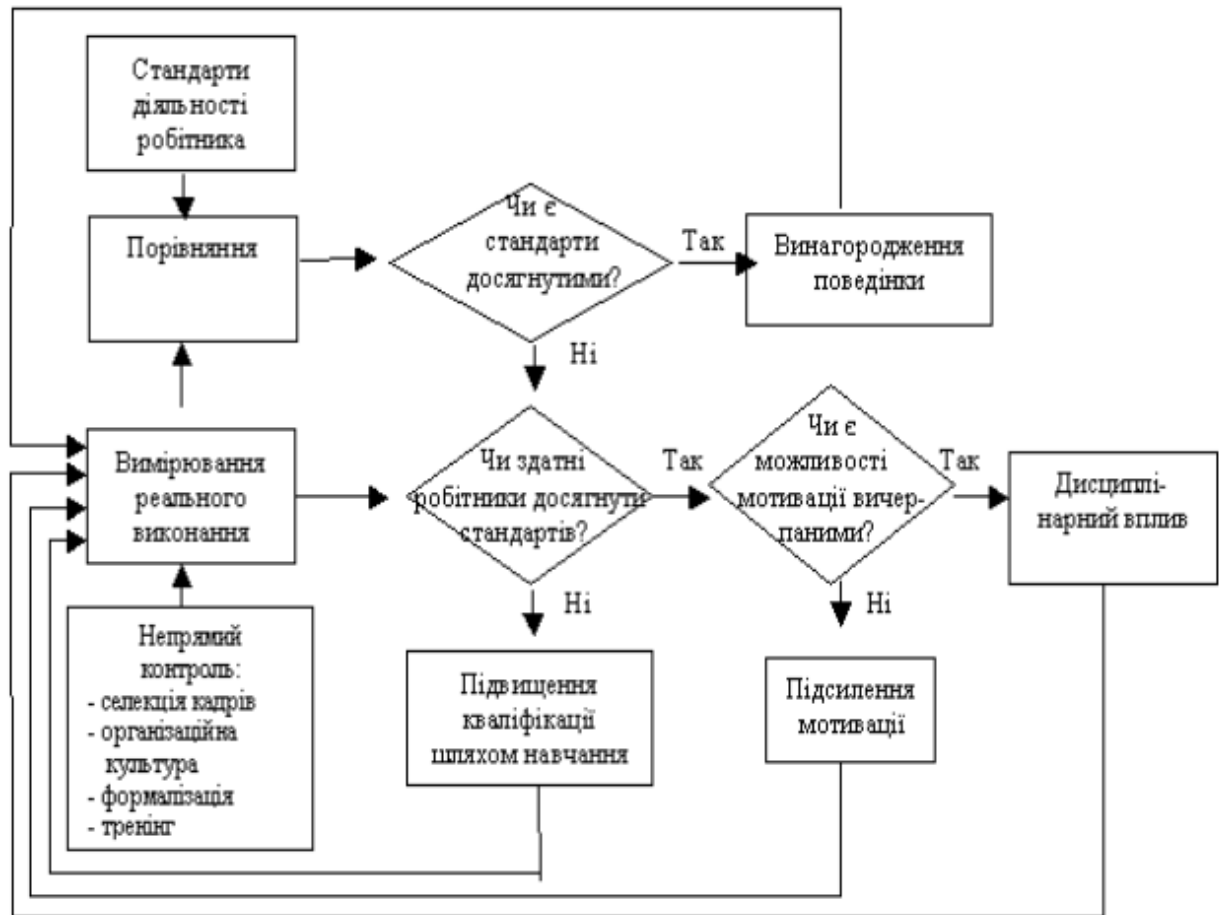 Стандарти
діяльності
робітника
Порівняння
Чи є
стандарти
досягнутими?
Так
Винагородження
поведінки
Ні
Вимірювання
реального
виконання
Чи здатні
робітники досягнути
стандартів?
Так
Чи є
можливості
мотивації вичер-
паними?
Так
Дисциплі-
нарний вплив
Ні
Ні
Непрямий
контроль:
- селекція кадрів
- організаційна
культура
- формалізація
- тренінг
Підвищення
кваліфікації
шляхом навчання
Підсилення
мотивації